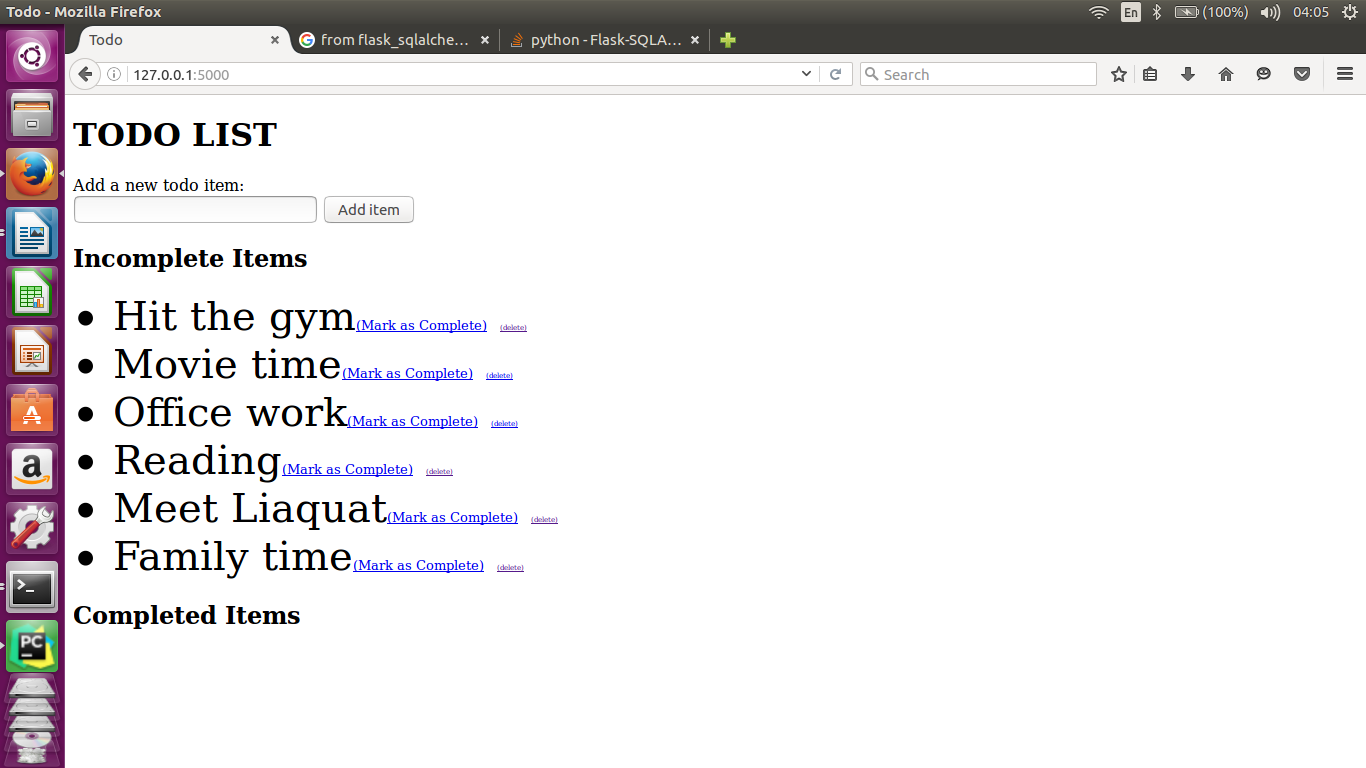 Todo - Mozilla Firefox
En (100%) 04:05
Todo from flask_sqlalche... python - Flask-SQLA...
127.0.0.1:5000 Search
TODO LIST
Add a new todo item:
Add item
Incomplete Items
Hit the gym(Mark as Complete) (delete)
Movie time(Mark as Complete) (delete)
Office work(Mark as Complete) (delete)
Reading(Mark as Complete) (delete)
Meet Liaquat(Mark as Complete) (delete)
Family time(Mark as Complete) (delete)
Completed Items
PC